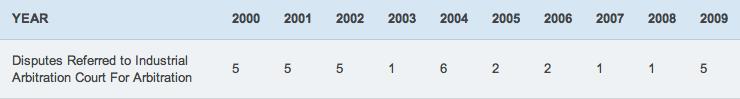 YEAR 2000 2001 2002 2003 2004 2005 2006 2007 2008 2009
Disputes Referred to Industrial
Arbitration Court For Arbitration 5 5 5 1 6 2 2 1 1 5